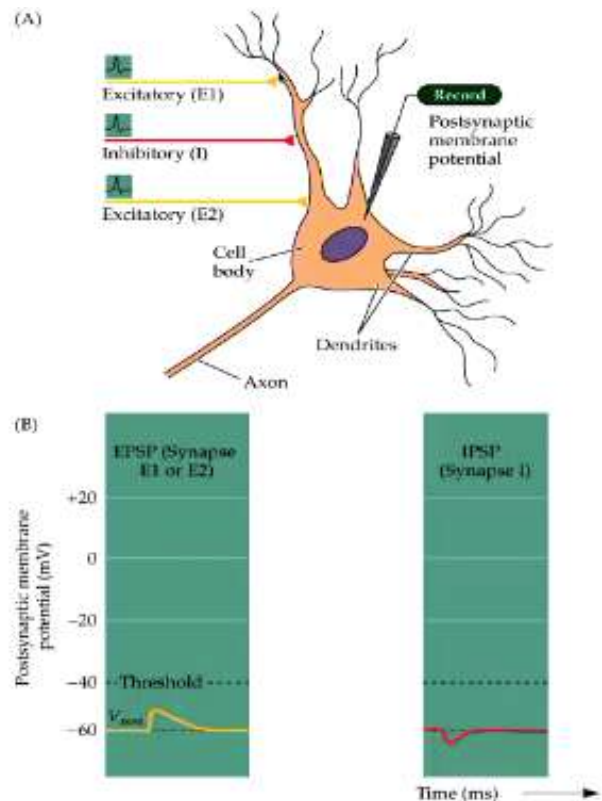 (A)
Excitatory (E1)
Inhibitory (I)
Excitatory (E2)
Record
Postsynaptic
membrane
potential
Cell
body
Dendrites
Axon
(B)
EPSP (Synapse
E1 or E2)
IPSP
(Synapse I)
Postsynaptic membrane
potential (mV)
+20
0
−20
−40
−60
Threshold
Vrest
Time (ms)